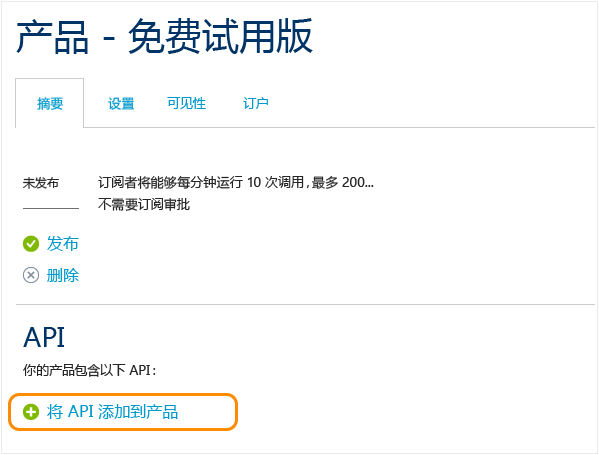 产品 - 免费试用版
摘要 设置 可见性 订户
未发布 订阅者将能够每分钟运行 10 次调用，最多 200...
不需要订阅审批
发布
删除
API
你的产品包含以下 API：
将 API 添加到产品